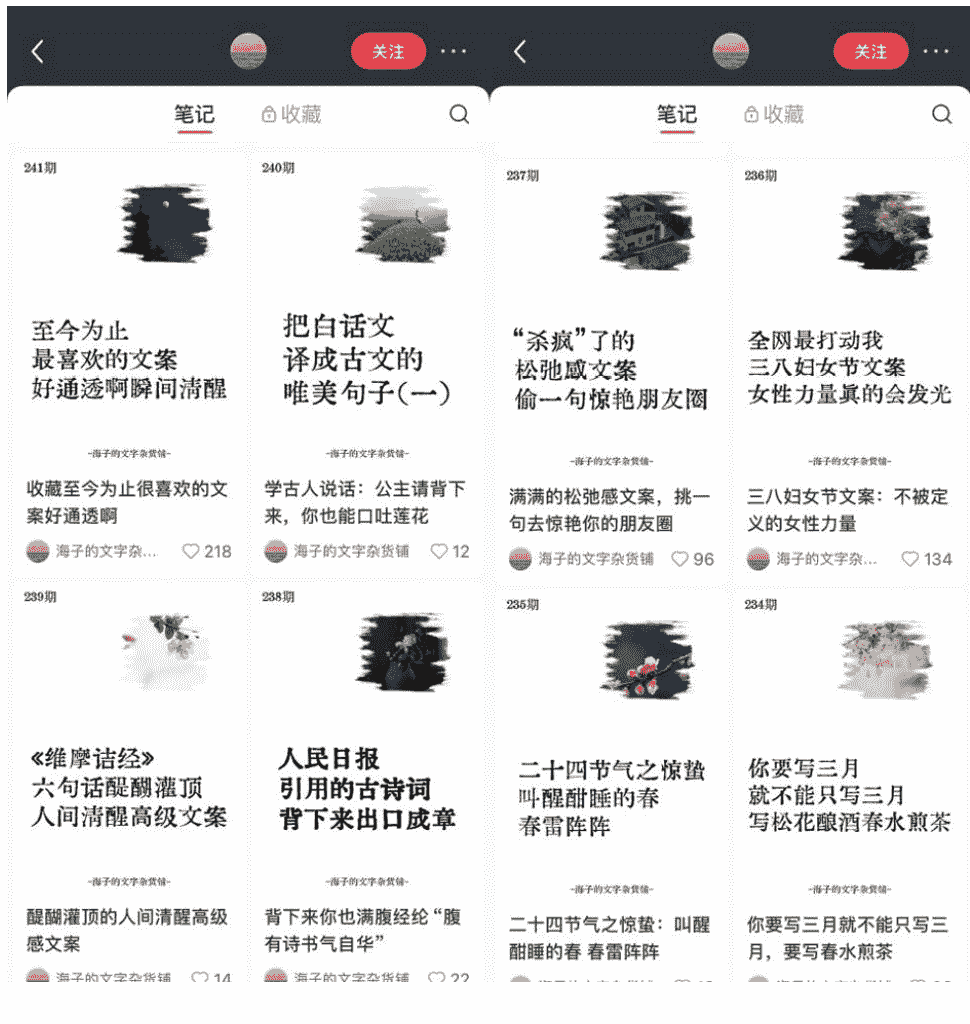 关注
笔记
收藏
241期
至今为止
最喜欢的文案
好通透啊瞬间清醒
-海子的文字杂货铺-
收藏至今为止很喜欢的文
案好通透啊
海子的文字杂... 218
240期
把白话文
译成古文的
唯美句子(一)
-海子的文字杂货铺-
学古人说话：公主请背下
来，你也能口吐莲花
海子的文字杂货铺 12
239期
《维摩诘经》
六句话醍醐灌顶
人间清醒高级文案
-海子的文字杂货铺-
醍醐灌顶的人间清醒高级
感文案
海子的文字杂货铺 14
238期
人民日报
引用的古诗词
背下来出口成章
-海子的文字杂货铺-
背下来你也满腹经纶“腹
有诗书气自华”
海子的文字杂货铺 22
关注
笔记
收藏
237期
“杀疯”了的
松弛感文案
偷一句惊艳朋友圈
-海子的文字杂货铺-
满满的松弛感文案，挑一
句去惊艳你的朋友圈
海子的文字杂货铺 96
236期
全网最打动我
三八妇女节文案
女性力量真的会发光
-海子的文字杂货铺-
三八妇女节文案：不被定
义的女性力量
海子的文字杂... 134
235期
二十四节气之惊蛰
叫醒酣睡的春
春雷阵阵
-海子的文字杂货铺-
二十四节气之惊蛰：叫醒
酣睡的春 春雷阵阵
234期
你要写三月
就不能只写三月
写松花酿酒春水煎茶
-海子的文字杂货铺-
你要写三月就不能只写三
月，要写春水煎茶